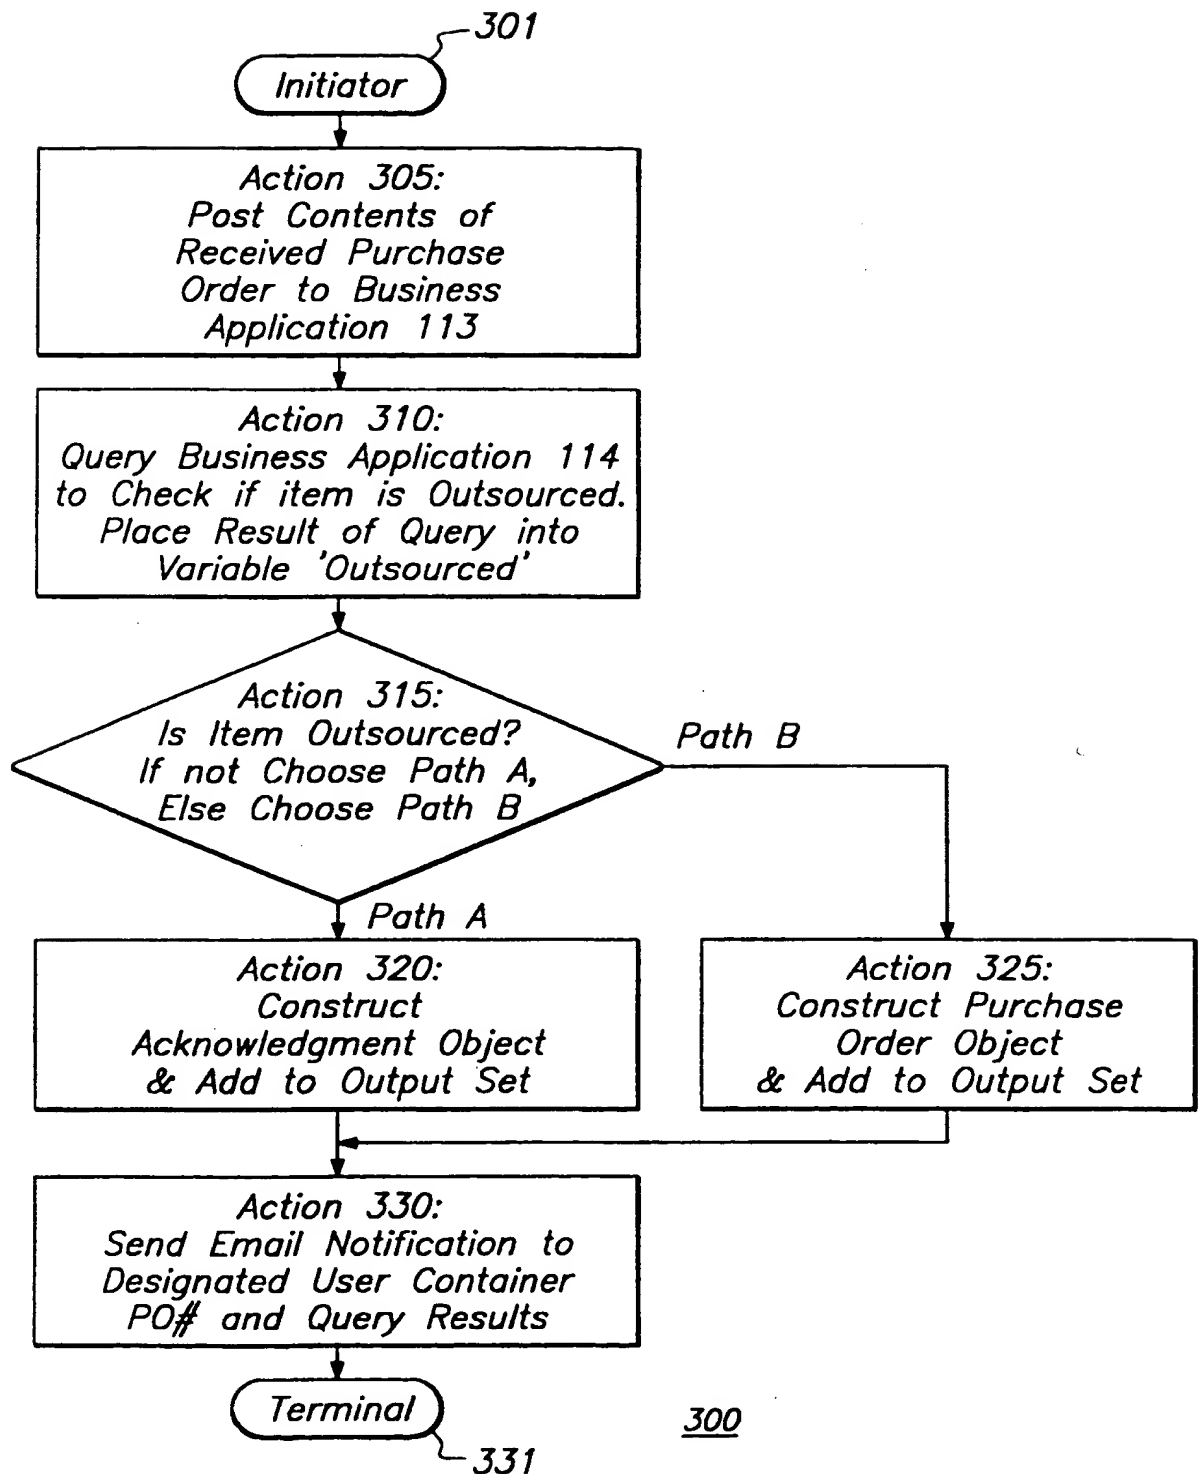 301
Initiator
Action 305:
Post Contents of
Received Purchase
Order to Business
Application 113
Action 310:
Query Business Application 114
to Check if item is Outsourced.
Place Result of Query into
Variable 'Outsourced'
Action 315:
Is Item Outsourced?
If not Choose Path A,
Else Choose Path B
Path B
Path A
Action 320:
Construct
Acknowledgment Object
& Add to Output Set
Action 325:
Construct Purchase
Order Object
& Add to Output Set
Action 330:
Send Email Notification to
Designated User Container
PO# and Query Results
Terminal
300
331